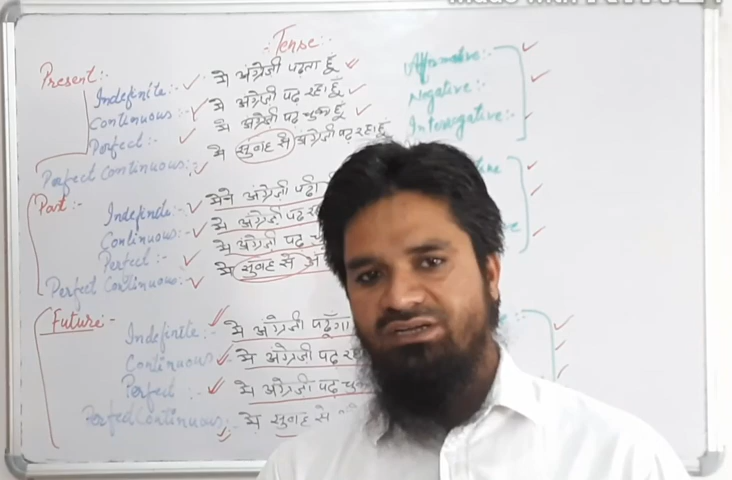 Tense:-
Present:-
Indefinite:- मै अंग्रेजी पढ़ता हूँ
Continuous:- मै अंग्रेजी पढ़ रहा हूँ
Perfect:- मै अंग्रेजी पढ़ चुका हूँ
Perfect Continuous:- मै सुबह से अंग्रेजी पढ़ रहा हूँ
Affirmative:-
Negative:-
Interrogative:-
Past:-
Indefinite:- मैने अंग्रेजी पढ़ी
Continuous:- मै अंग्रेजी पढ़
Perfect:- मै अंग्रेजी पढ़
Perfect Continuous:- मै सुबह से
Future:-
Indefinite:- मै अंग्रेजी पढूँगा
Continuous:- मै अंग्रेजी पढ़
Perfect:- मै अंग्रेजी पढ़
Perfect Continuous:- मै सुबह से